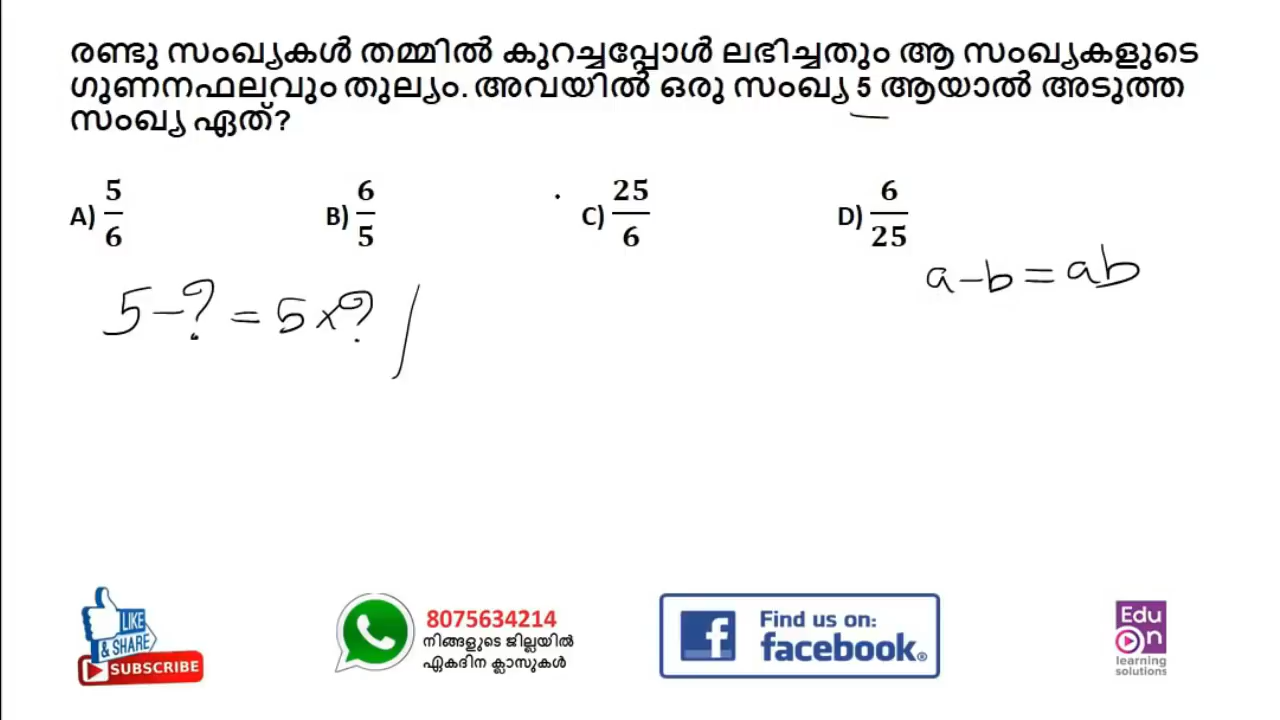 രണ്ടു സംഖ്യകൾ തമ്മിൽ കുറച്ചപ്പോൾ ലഭിച്ചതും ആ സംഖ്യകളുടെ
ഗുണനഫലവും തുല്യം. അവയിൽ ഒരു സംഖ്യ 5 ആയാൽ അടുത്ത
സംഖ്യ ഏത്?
A) 5/6 B) 6/5 C) 25/6 D) 6/25
a-b=ab
5-?=5×?
LIKE
& SHARE
SUBSCRIBE
8075634214
നിങ്ങളുടെ ജില്ലയിൽ
ഏകദിന ക്ലാസുകൾ
f Find us on:
facebook®
Edu
On
learning
solutions